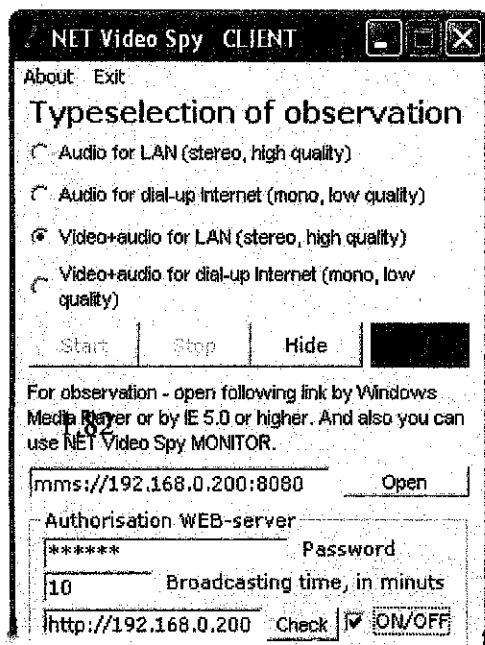 NET Video Spy CLIENT
About Exit
Typeselection of observation
Audio for LAN (stereo, high quality)
Audio for dial-up Internet (mono, low quality)
Video+audio for LAN (stereo, high quality)
Video+audio for dial-up Internet (mono, low
quality)
Start Stop Hide
For observation - open following link by Windows
Media Player or by IE 5.0 or higher. And also you can
use NET Video Spy MONITOR.
1.82
mms://192.168.0.200:8080 Open
Authorisation WEB-server
****** Password
10 Broadcasting time, in minuts
http://192.168.0.200 Check ON/OFF